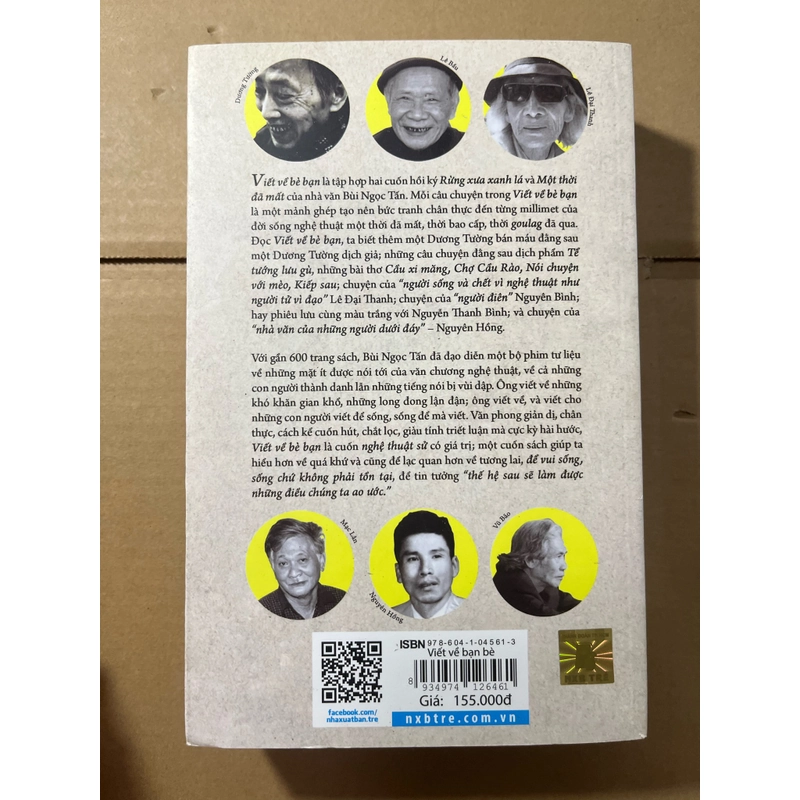 Dương Tường
Lê Bầu
Lê Đại Thanh
Viết về bè bạn là tập hợp hai cuốn hồi ký Rừng xưa xanh lá và Một thời
đã mất của nhà văn Bùi Ngọc Tấn. Mỗi câu chuyện trong Viết về bè bạn
là một mảnh ghép tạo nên bức tranh chân thực đến từng millimet của
đời sống nghệ thuật một thời đã mất, thời bao cấp, thời goulag đã qua.
Đọc Viết về bè bạn, ta biết thêm một Dương Tường bán máu đằng sau
một Dương Tường dịch giả; những câu chuyện đằng sau dịch phẩm Tể
tướng lưu gù, những bài thơ Cầu xi măng, Chợ Cầu Rào, Nói chuyện
với mèo, Kiếp sau; chuyện của “người sống và chết vì nghệ thuật như
người tử vì đạo” Lê Đại Thanh; chuyện của “người điên” Nguyên Bình;
hay phiêu lưu cùng màu trắng với Nguyễn Thanh Bình; và chuyện của
“nhà văn của những người dưới đáy” – Nguyên Hồng.
Với gần 600 trang sách, Bùi Ngọc Tấn đã đạo diễn một bộ phim tư liệu
về những mặt ít được nói tới của văn chương nghệ thuật, về cả những
con người thành danh lẫn những tiếng nói bị vùi dập. Ông viết về những
khó khăn gian khổ, những long đong lận đận; ông viết về, và viết cho
những con người viết để sống, sống để mà viết. Văn phong giản dị, chân
thực, cách kể cuốn hút, chắt lọc, giàu tính triết luận mà cực kỳ hài hước,
Viết về bè bạn là cuốn nghệ thuật sử có giá trị; một cuốn sách giúp ta
hiểu hơn về quá khứ và cũng để lạc quan hơn về tương lai, để vui sống,
sống chứ không phải tồn tại, để tin tưởng “thế hệ sau sẽ làm được
những điều chúng ta ao ước.”
Mạc Lân
Nguyên Hồng
Vũ Bão
ISBN 978-604-1-04561-3
Viết về bạn bè
8 934974 126461
Giá: 155.000đ
facebook.com/
nhaxuatban.tre
nxbtre.com.vn
NXB TRẺ